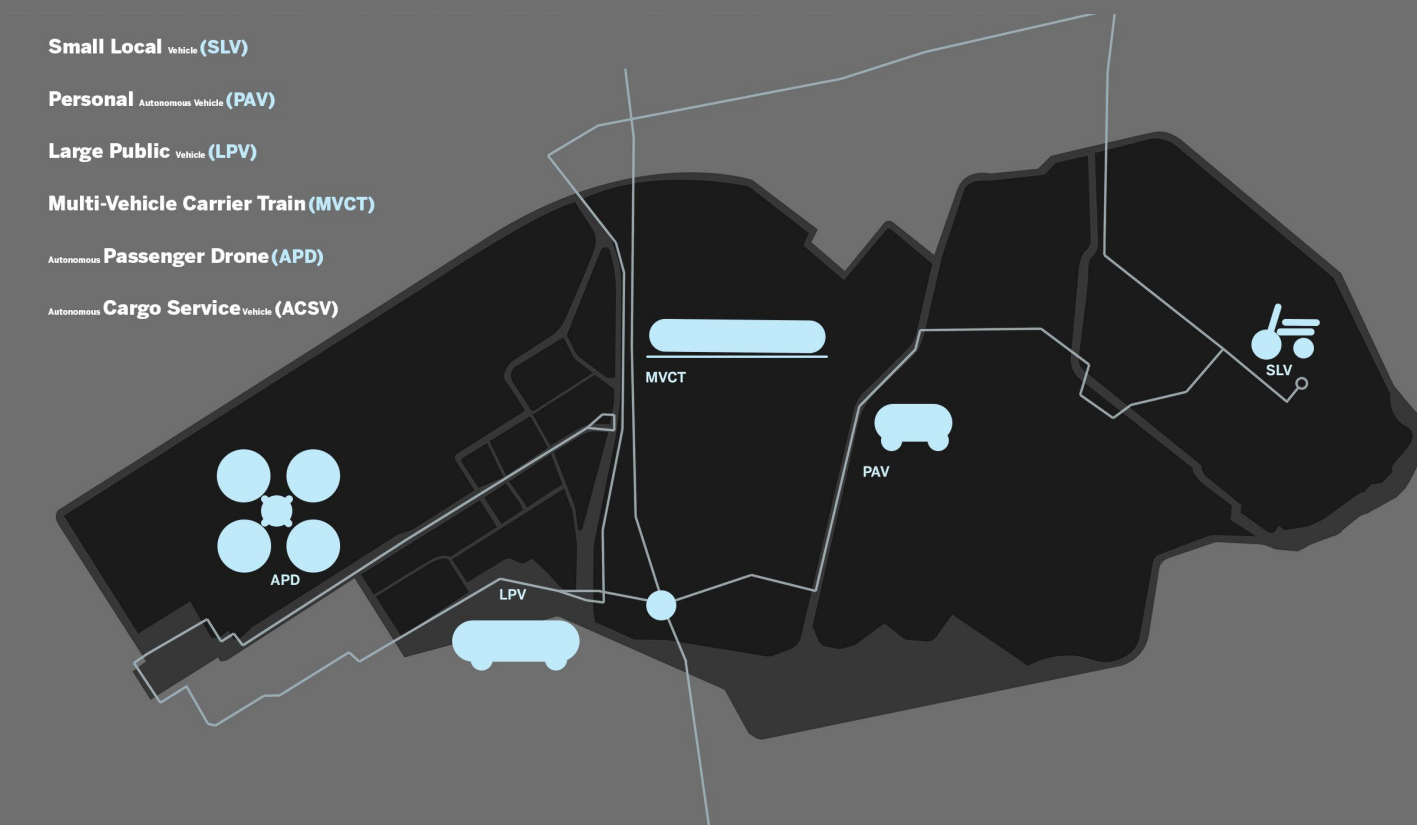 Small Local Vehicle (SLV)
Personal Autonomous Vehicle (PAV)
Large Public Vehicle (LPV)
Multi-Vehicle Carrier Train (MVCT)
Autonomous Passenger Drone (APD)
Autonomous Cargo Service Vehicle (ACSV)
MVCT
SLV
PAV
APD
LPV